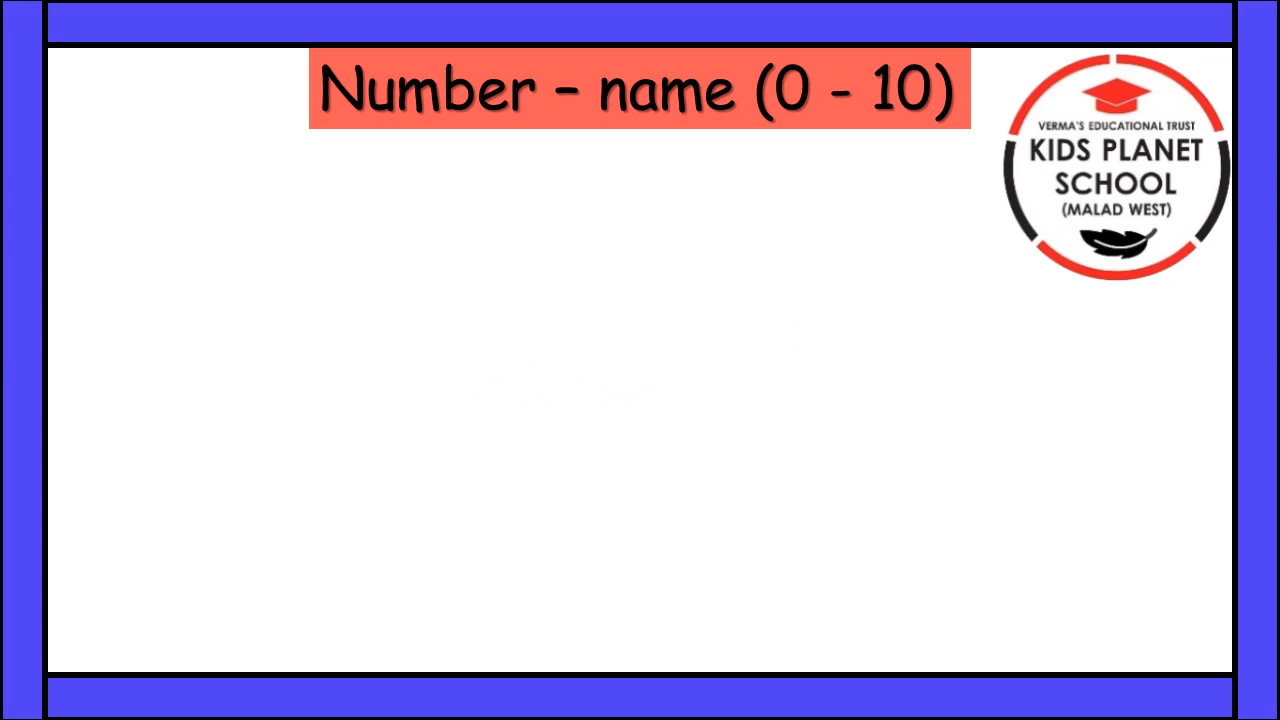 Number – name (0 - 10)
VERMA'S EDUCATIONAL TRUST
KIDS PLANET
SCHOOL
(MALAD WEST)